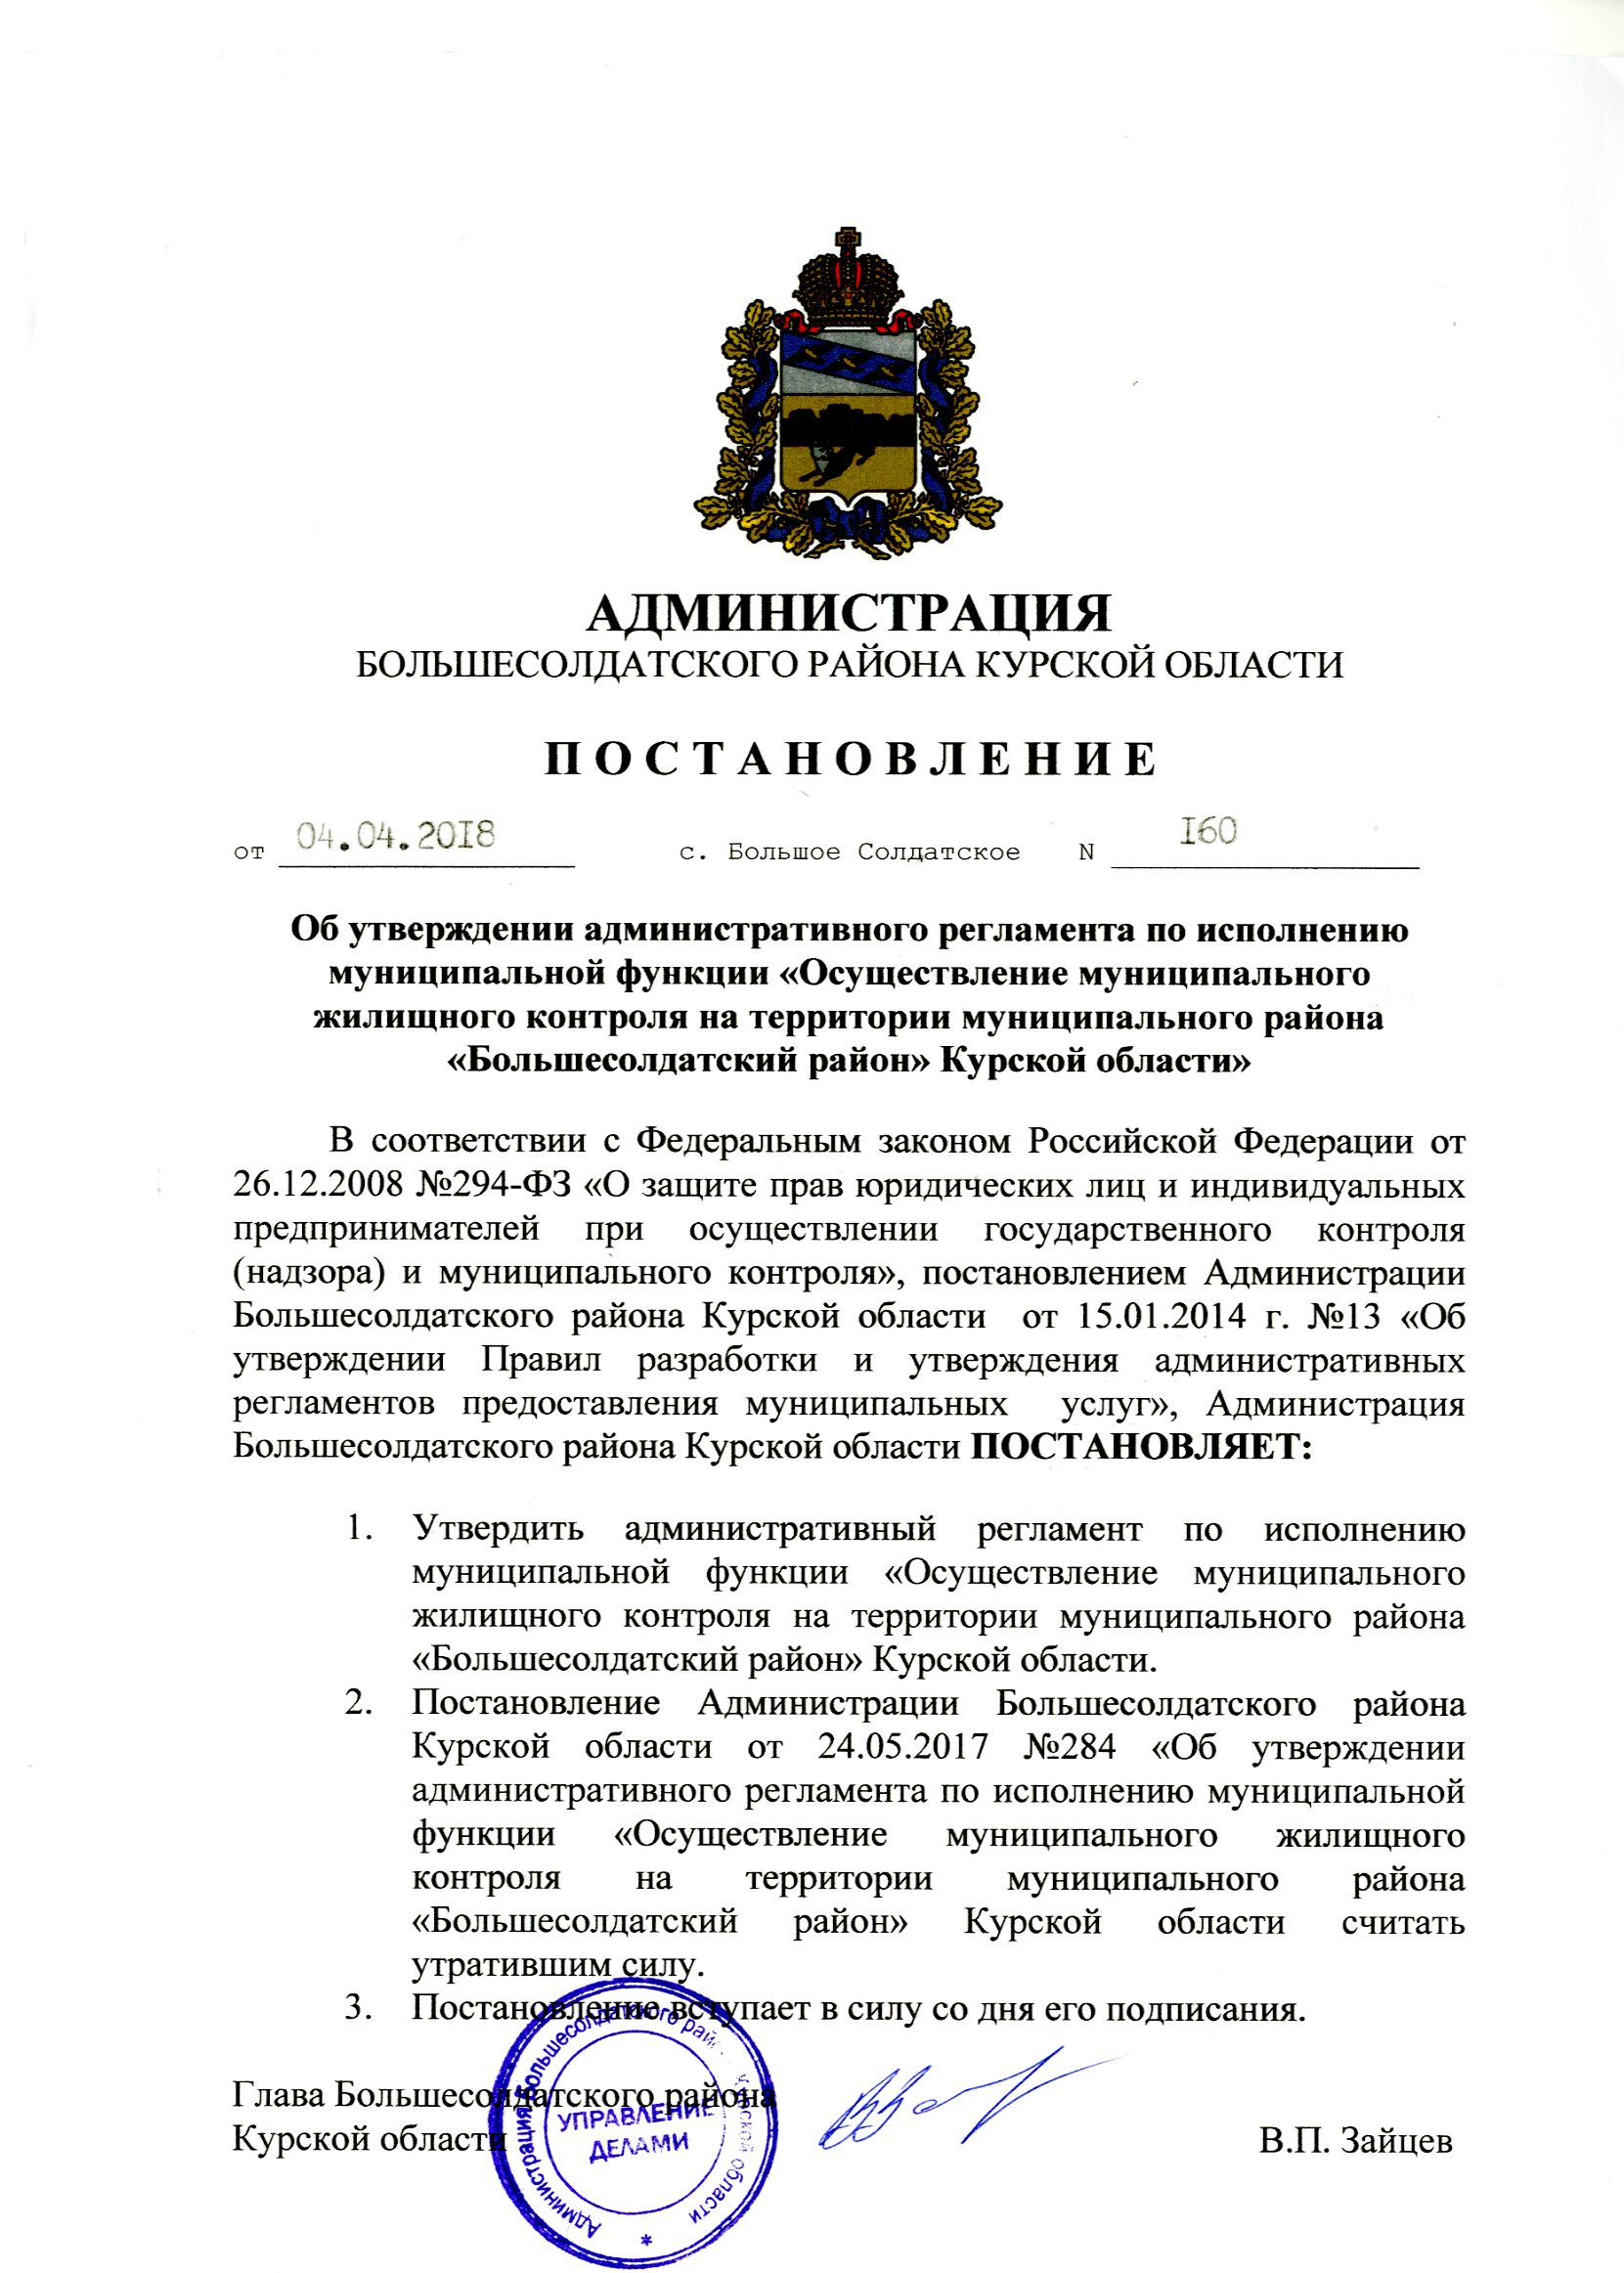 АДМИНИСТРАЦИЯ
БОЛЬШЕСОЛДАТСКОГО РАЙОНА КУРСКОЙ ОБЛАСТИ
П О С Т А Н О В Л Е Н И Е
от 04.04.2018 с. Большое Солдатское N 160
Об утверждении административного регламента по исполнению
муниципальной функции «Осуществление муниципального
жилищного контроля на территории муниципального района
«Большесолдатский район» Курской области»
В соответствии с Федеральным законом Российской Федерации от
26.12.2008 №294-ФЗ «О защите прав юридических лиц и индивидуальных
предпринимателей при осуществлении государственного контроля
(надзора) и муниципального контроля», постановлением Администрации
Большесолдатского района Курской области от 15.01.2014 г. №13 «Об
утверждении Правил разработки и утверждения административных
регламентов предоставления муниципальных услуг», Администрация
Большесолдатского района Курской области ПОСТАНОВЛЯЕТ:
1. Утвердить административный регламент по исполнению
муниципальной функции «Осуществление муниципального
жилищного контроля на территории муниципального района
«Большесолдатский район» Курской области.
2. Постановление Администрации Большесолдатского района
Курской области от 24.05.2017 №284 «Об утверждении
административного регламента по исполнению муниципальной
функции «Осуществление муниципального жилищного
контроля на территории муниципального района
«Большесолдатский район» Курской области считать
утратившим силу.
3. Постановление вступает в силу со дня его подписания.
Глава Большесолдатского района
Курской области В.П. Зайцев
Администрация Большесолдатского района Курской области
УПРАВЛЕНИЕ
ДЕЛАМИ